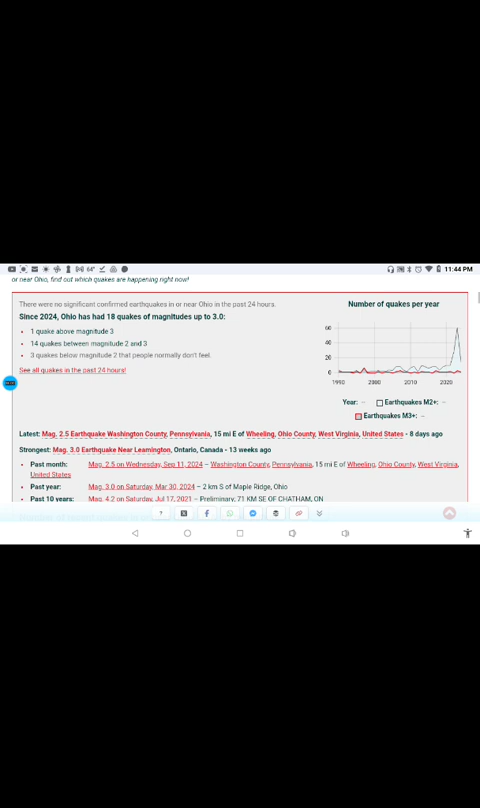 64°
11:44 PM
or near Ohio, find out which quakes are happening right now!
There were no significant confirmed earthquakes in or near Ohio in the past 24 hours.
Since 2024, Ohio has had 18 quakes of magnitudes up to 3.0:
1 quake above magnitude 3
14 quakes between magnitude 2 and 3
3 quakes below magnitude 2 that people normally don't feel.
See all quakes in the past 24 hours!
Number of quakes per year
60
40
20
0
1990 2000 2010 2020
Year: – Earthquakes M2+: –
Earthquakes M3+: –
Latest: Mag. 2.5 Earthquake Washington County, Pennsylvania, 15 mi E of Wheeling, Ohio County, West Virginia, United States - 8 days ago
Strongest: Mag. 3.0 Earthquake Near Leamington, Ontario, Canada - 13 weeks ago
Past month: Mag. 2.5 on Wednesday, Sep 11, 2024 – Washington County, Pennsylvania, 15 mi E of Wheeling, Ohio County, West Virginia,
United States
Past year: Mag. 3.0 on Saturday, Mar 30, 2024 – 2 km S of Maple Ridge, Ohio
Past 10 years: Mag. 4.2 on Saturday, Jul 17, 2021 – Preliminary: 71 KM SE OF CHATHAM, ON